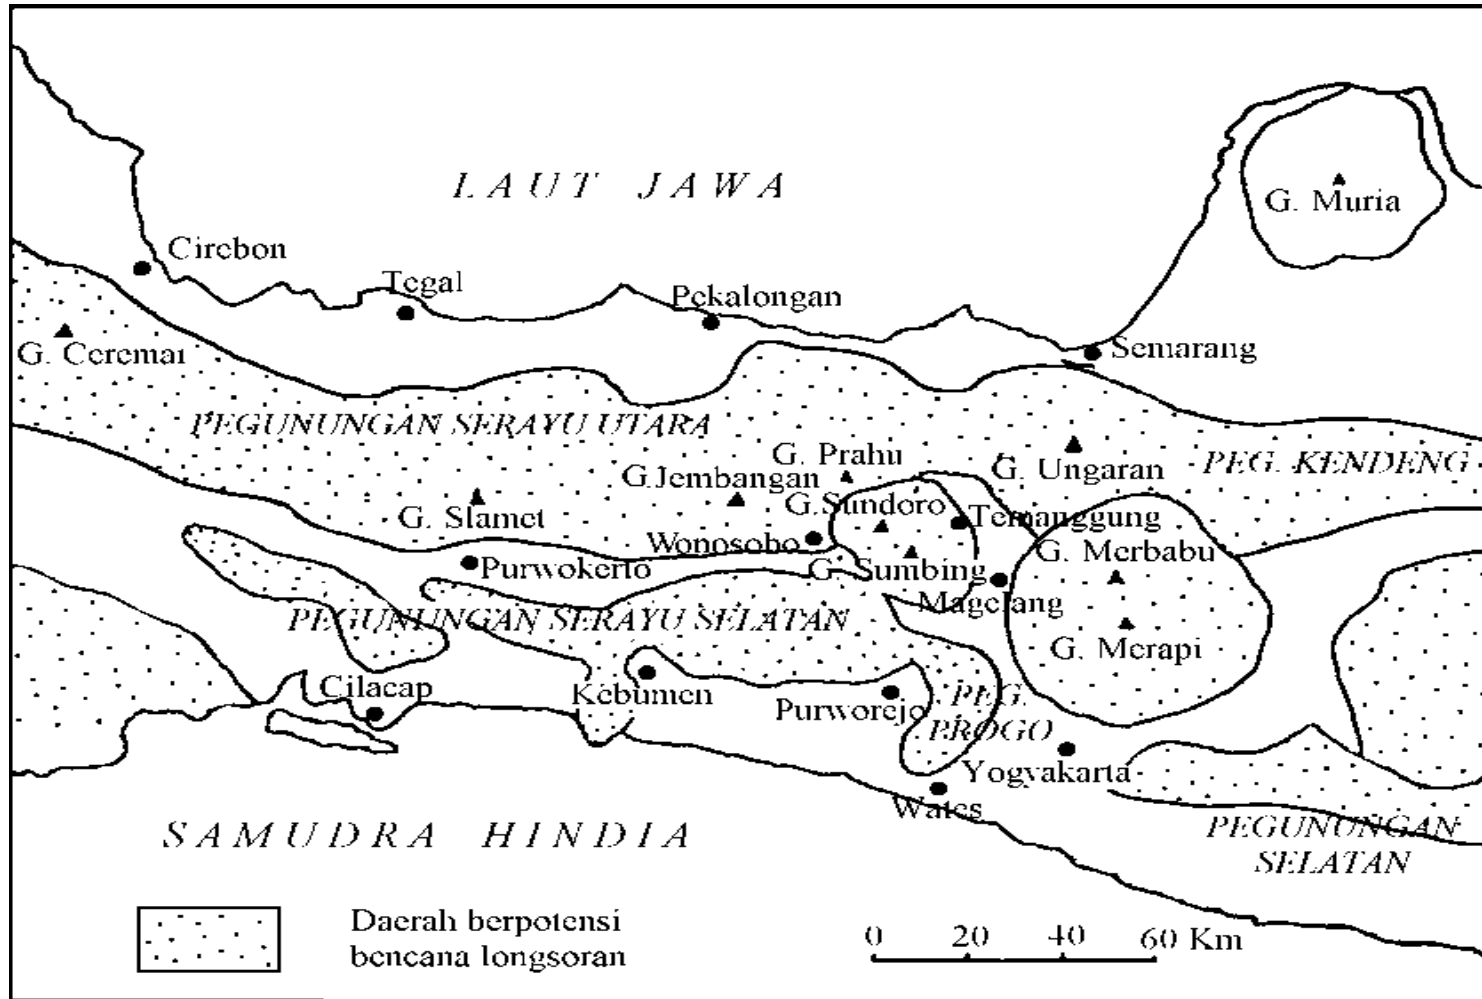 LAUT JAWA
G. Muria
Cirebon
Tegal
Pekalongan
Semarang
G. Ceremai
PEGUNUNGAN SERAYU UTARA
G. Prahu
G. Ungaran
PEG. KENDENG
G.Jembangan
G.Sundoro
G. Slamet
Temanggung
Wonosobo
G. Merbabu
Purwokerto
G. Sumbing
Magelang
PEGUNUNGAN SERAYU SELATAN
G. Merapi
Cilacap
Kebumen
Purworejo
PEG.
PROGO
Yogyakarta
Wates
PEGUNUNGAN
SELATAN
SAMUDRA HINDIA
Daerah berpotensi
bencana longsoran
0 20 40 60 Km